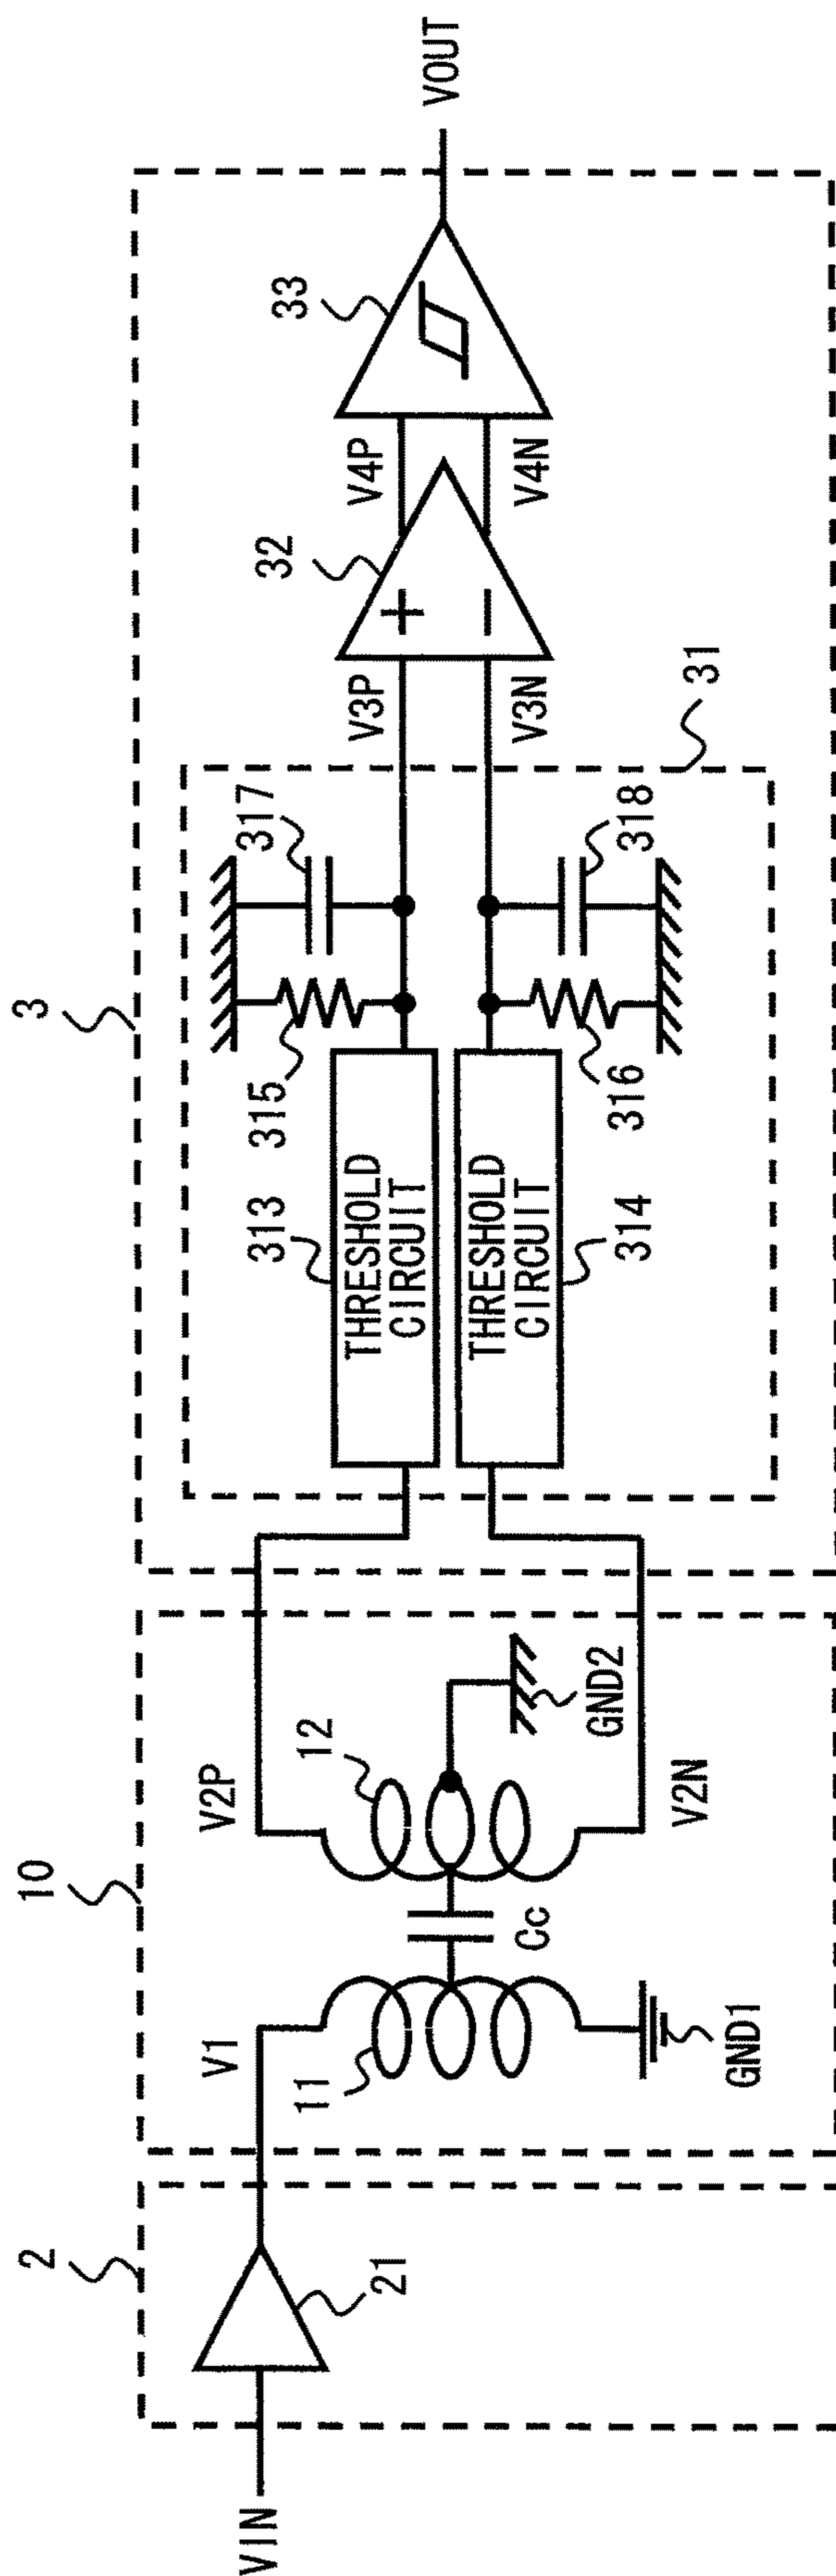 VIN
2
21
10
V1
11
GND1
Cc
12
V2P
V2N
GND2
3
313
THRESHOLD
CIRCUIT
THRESHOLD
CIRCUIT
314
315
316
317
318
31
V3P
V3N
32
V4P
V4N
33
VOUT